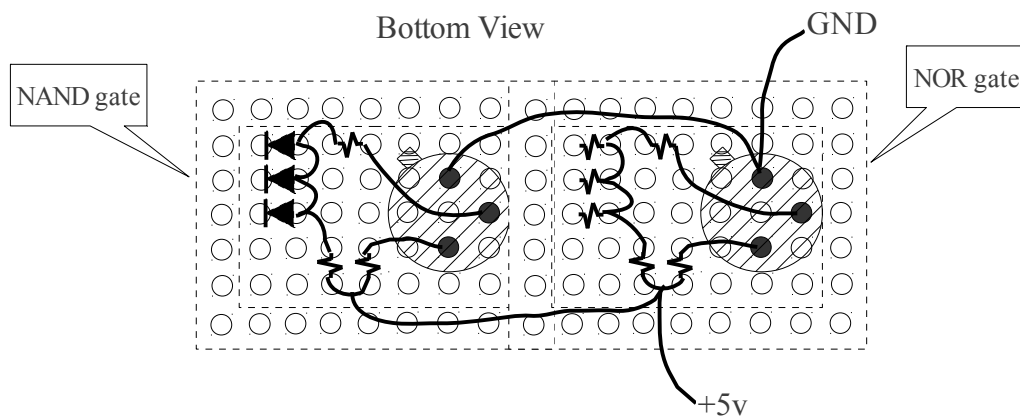 Bottom View
GND
NAND gate
NOR gate
+5v